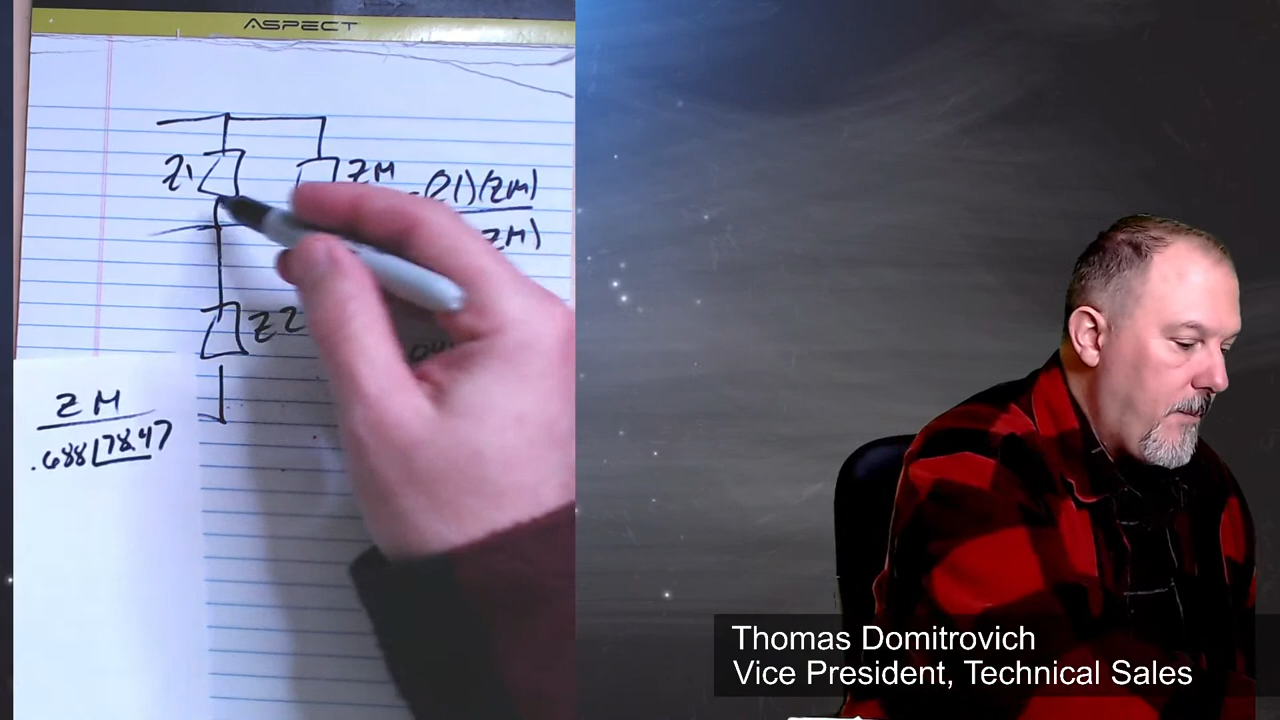 ASPECT
Z1
ZM
(Z1)(ZM)
ZM)
Z2
ZM
.688 78.47
Thomas Domitrovich
Vice President, Technical Sales